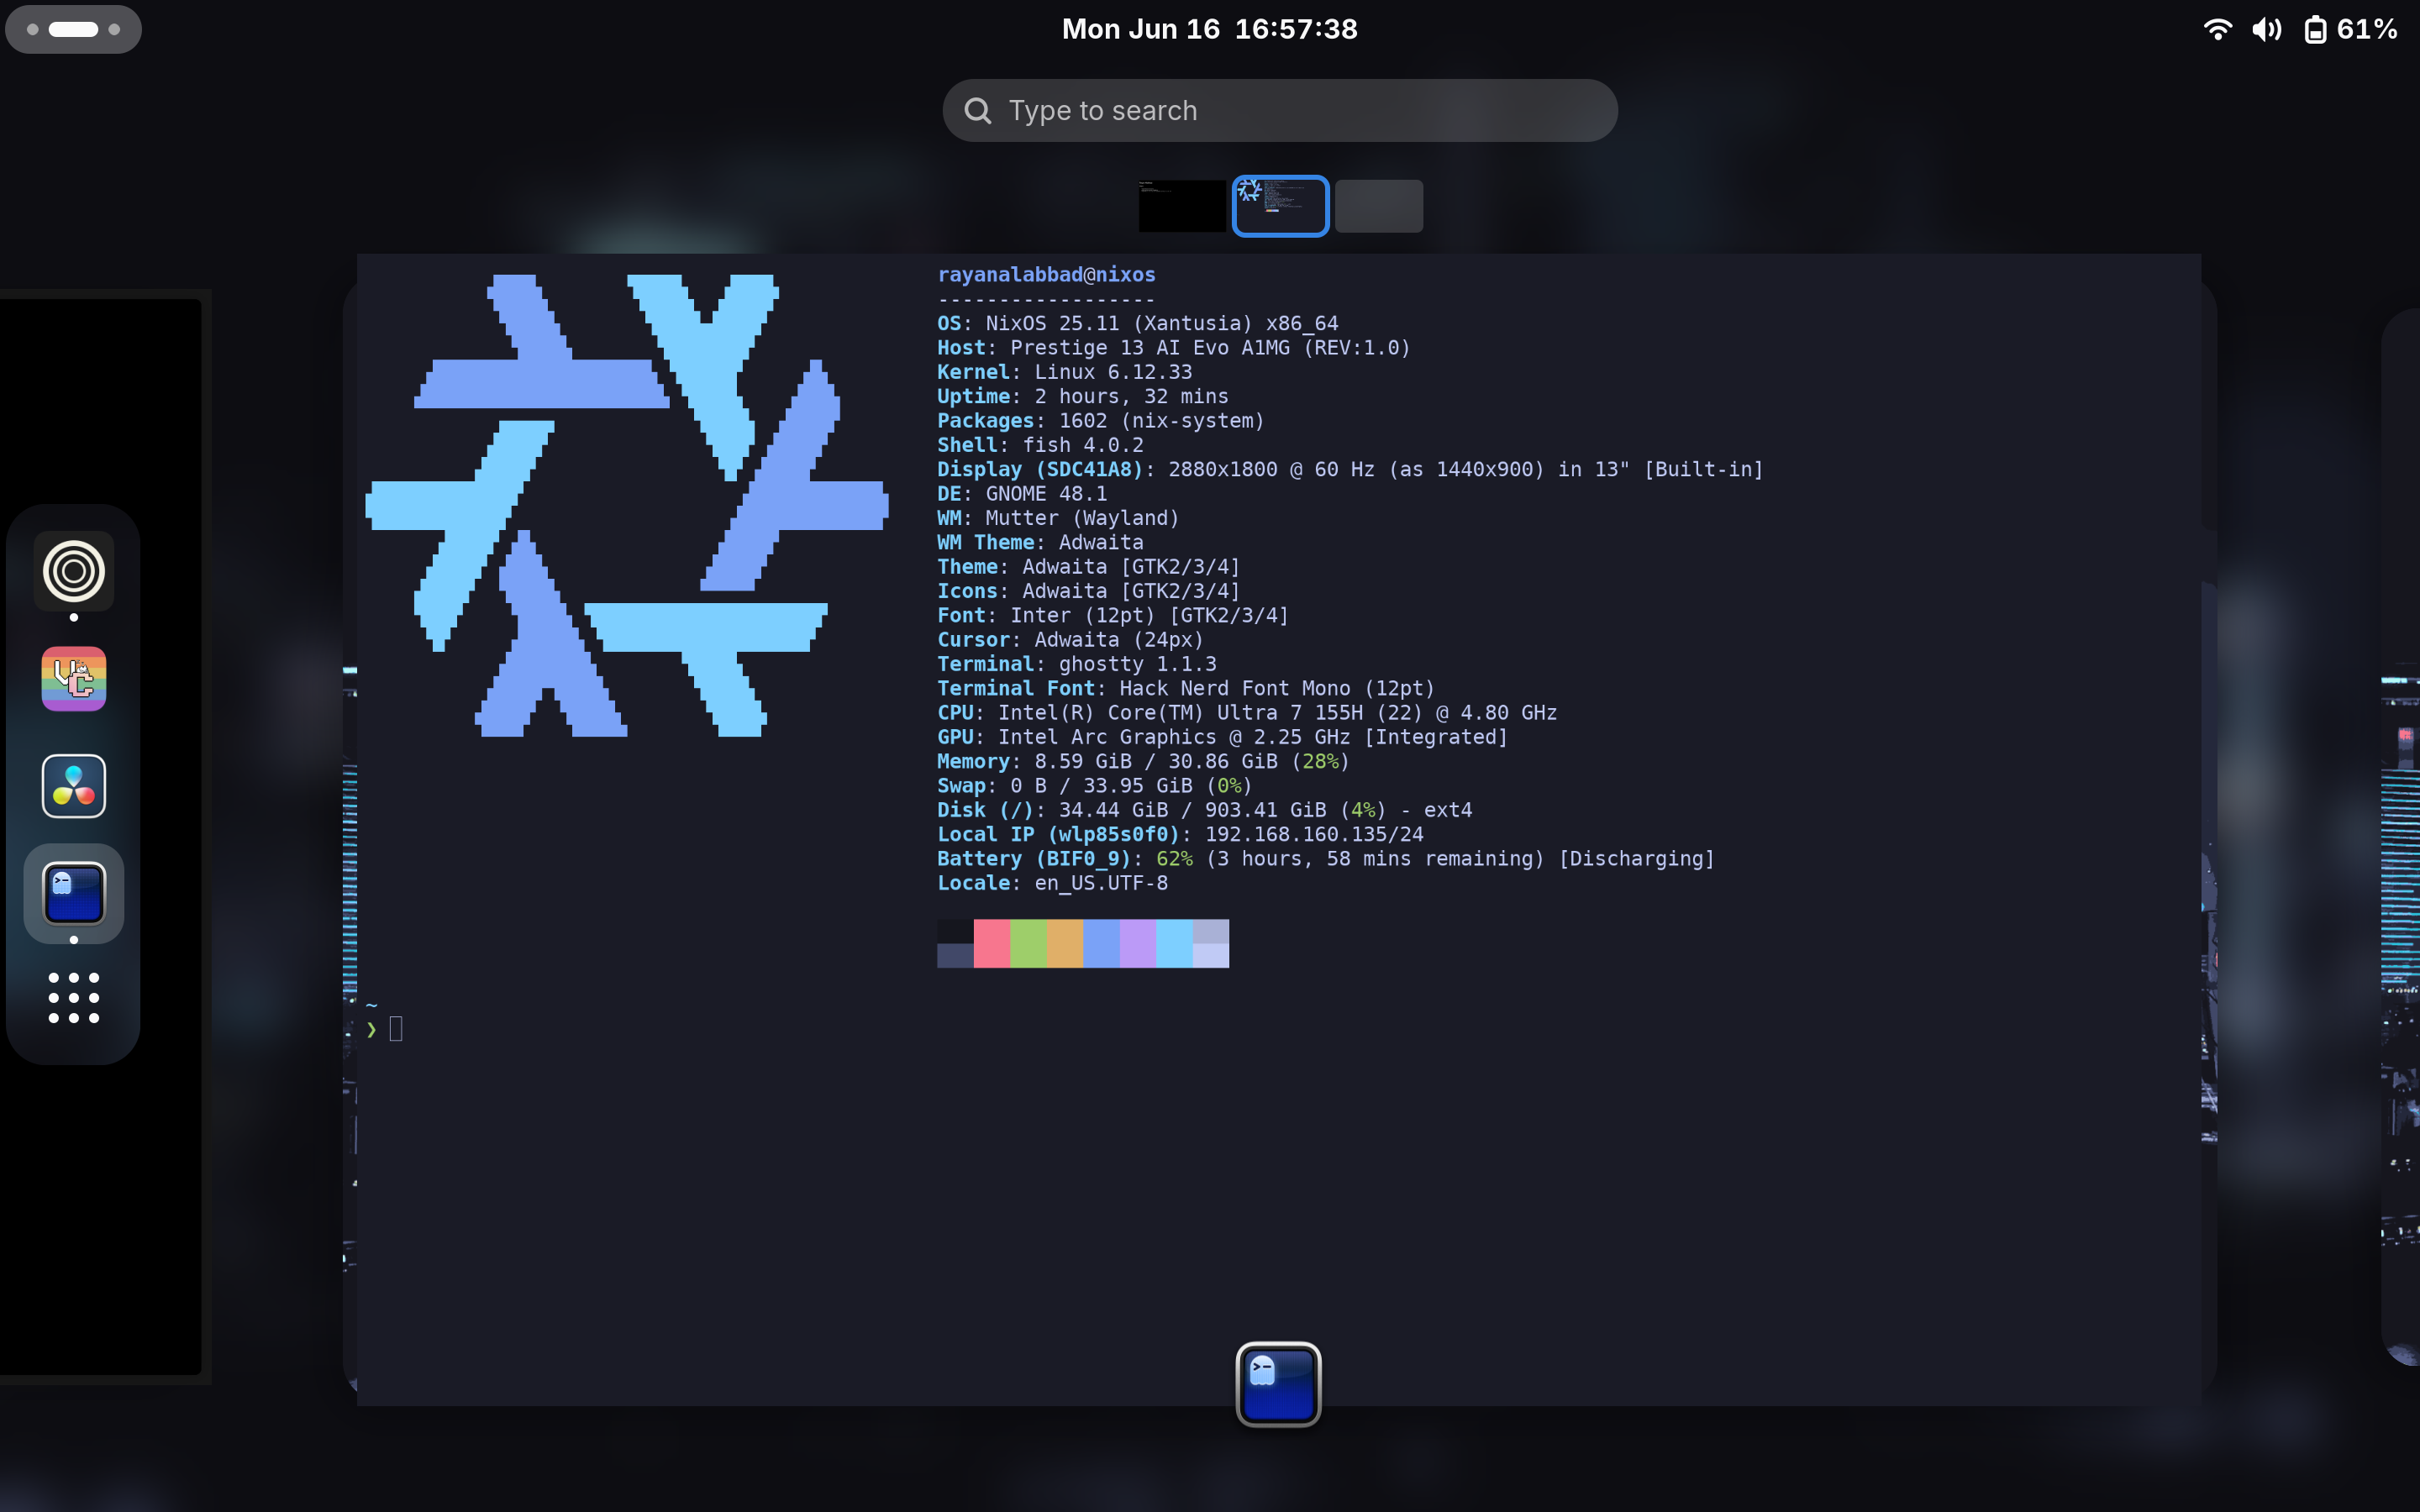 Mon Jun 16  16:57:38
61%
Type to search
rayanalabbad@nixos
------------------
OS: NixOS 25.11 (Xantusia) x86_64
Host: Prestige 13 AI Evo A1MG (REV:1.0)
Kernel: Linux 6.12.33
Uptime: 2 hours, 32 mins
Packages: 1602 (nix-system)
Shell: fish 4.0.2
Display (SDC41A8): 2880x1800 @ 60 Hz (as 1440x900) in 13" [Built-in]
DE: GNOME 48.1
WM: Mutter (Wayland)
WM Theme: Adwaita
Theme: Adwaita [GTK2/3/4]
Icons: Adwaita [GTK2/3/4]
Font: Inter (12pt) [GTK2/3/4]
Cursor: Adwaita (24px)
Terminal: ghostty 1.1.3
Terminal Font: Hack Nerd Font Mono (12pt)
CPU: Intel(R) Core(TM) Ultra 7 155H (22) @ 4.80 GHz
GPU: Intel Arc Graphics @ 2.25 GHz [Integrated]
Memory: 8.59 GiB / 30.86 GiB (28%)
Swap: 0 B / 33.95 GiB (0%)
Disk (/): 34.44 GiB / 903.41 GiB (4%) - ext4
Local IP (wlp85s0f0): 192.168.160.135/24
Battery (BIF0_9): 62% (3 hours, 58 mins remaining) [Discharging]
Locale: en_US.UTF-8
~
❯